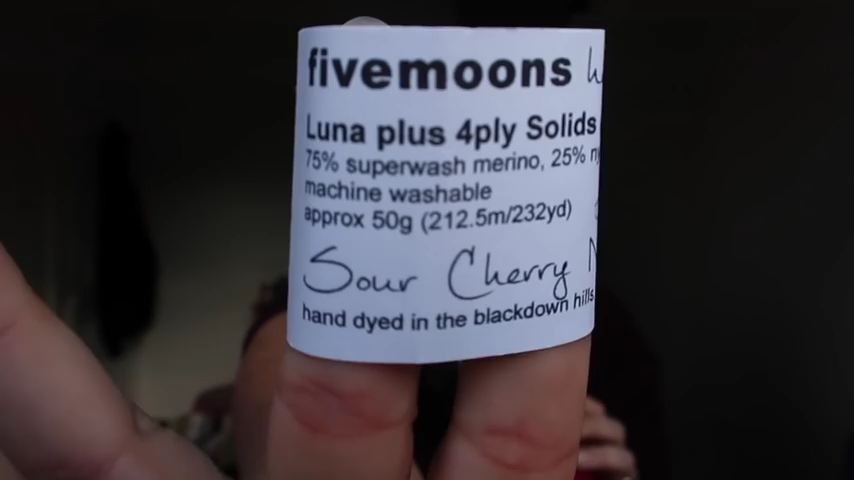 fivemoons
Luna plus 4ply Solids
75% superwash merino, 25%
machine washable
approx 50g (212.5m/232yd)
Sour Cherry
hand dyed in the blackdown hills